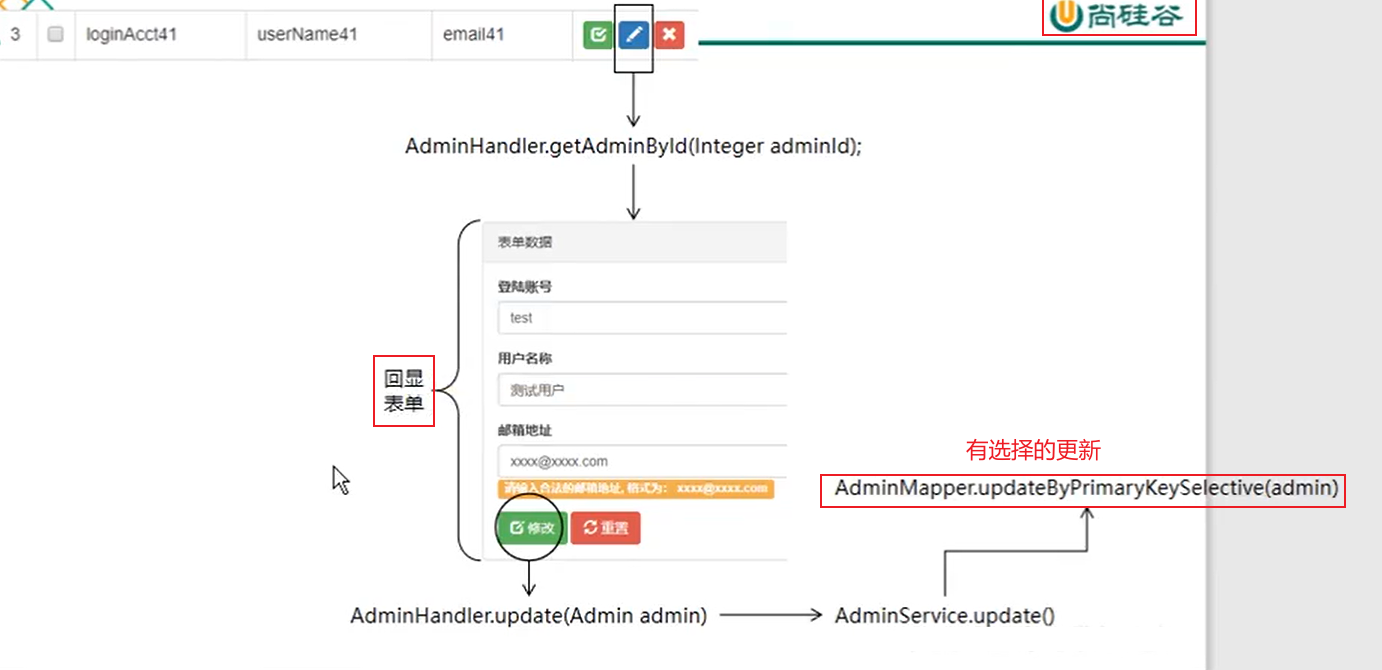 尚硅谷
3 loginAcct41 userName41 email41
AdminHandler.getAdminById(Integer adminId);
表单数据
登陆账号
test
用户名称
测试用户
回显
表单
邮箱地址
xxxx@xxxx.com
请输入合法的邮箱地址, 格式为： xxxx@xxxx.com
修改 重置
有选择的更新
AdminMapper.updateByPrimaryKeySelective(admin)
AdminHandler.update(Admin admin)
AdminService.update()